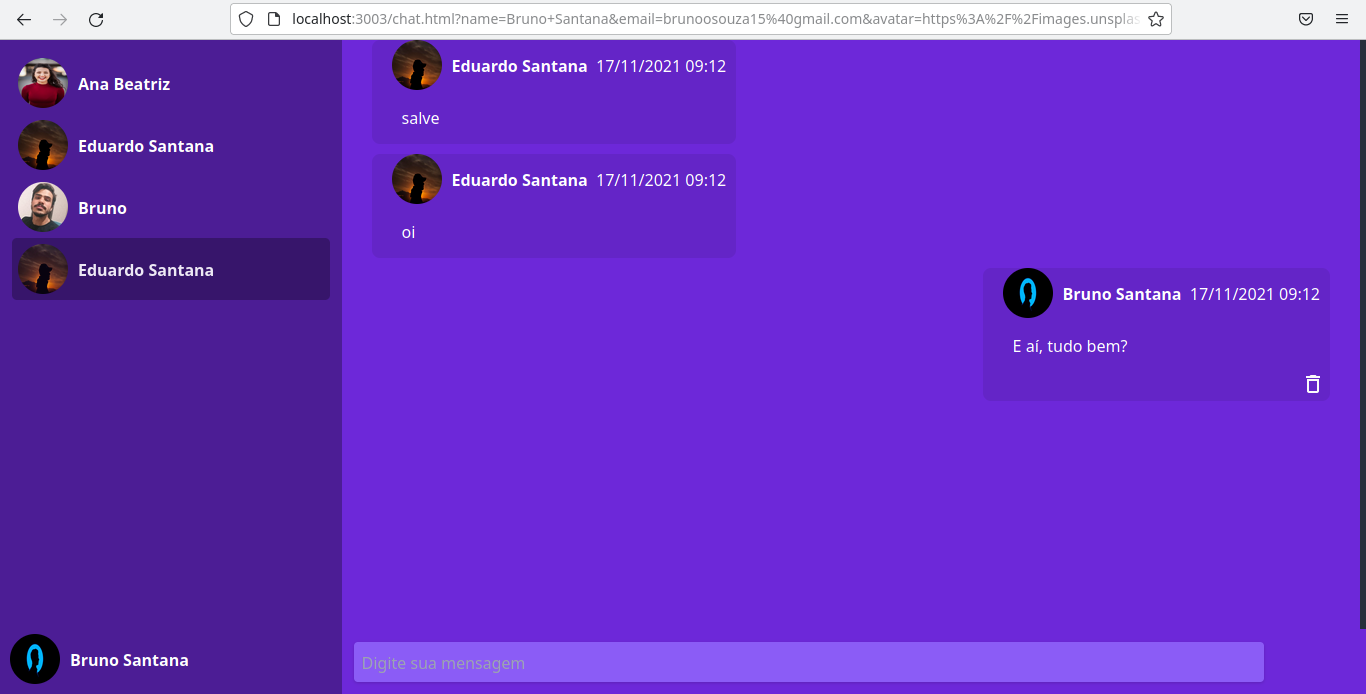 localhost:3003/chat.html?name=Bruno+Santana&email=brunoosouza15%40gmail.com&avatar=https%3A%2F%2Fimages.unsplas
Ana Beatriz
Eduardo Santana
Bruno
Eduardo Santana
Bruno Santana
Eduardo Santana 17/11/2021 09:12
salve
Eduardo Santana 17/11/2021 09:12
oi
Bruno Santana 17/11/2021 09:12
E aí, tudo bem?
Digite sua mensagem